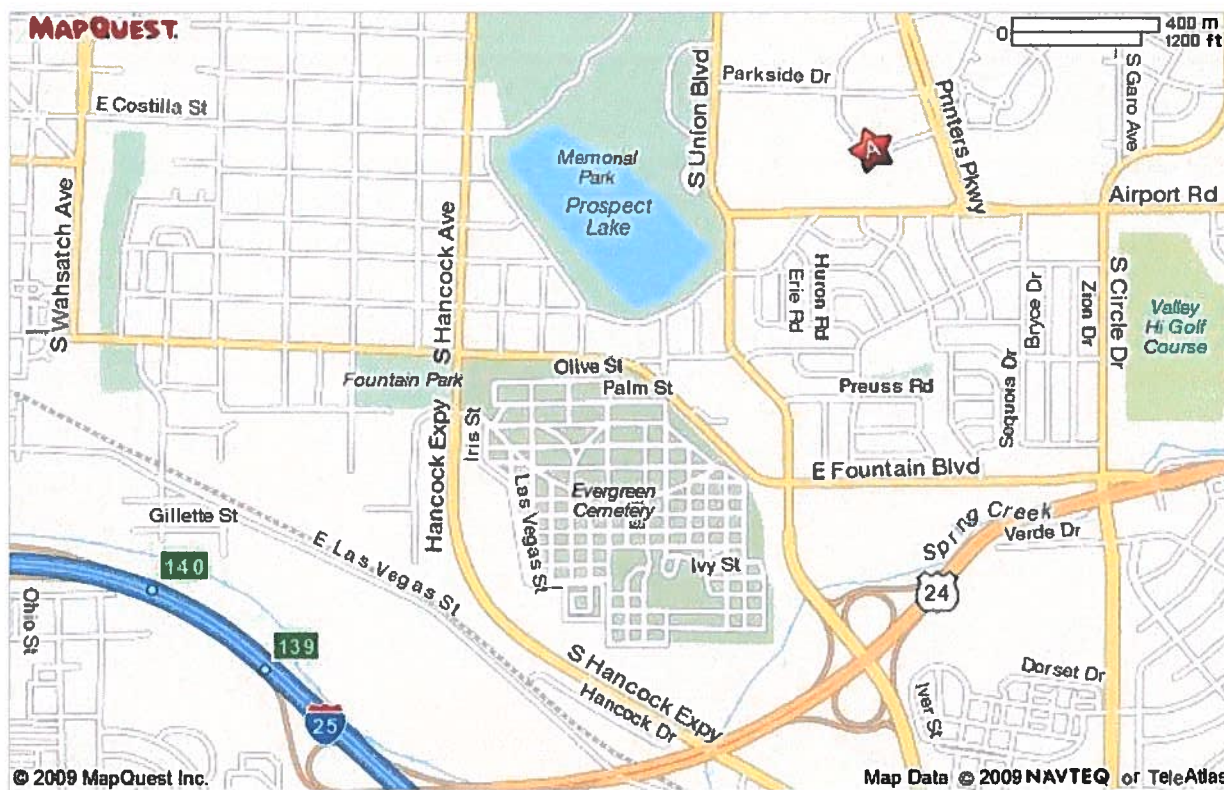 MAPQUEST.
400 m
0
1200 ft
Parkside Dr
S Union Blvd
Printers Pkwy
S Garo Ave
E Costilla St
A
Memorial
Park
Prospect
Lake
Airport Rd
S Wahsatch Ave
S Hancock Ave
Erie Rd
Huron Rd
Bryce Dr
Zion Dr
S Circle Dr
Valley
Hi Golf
Course
Fountain Park
Olive St
Palm St
Preuss Rd
Sequoia Dr
Hancock Expy
Iris St
E Fountain Blvd
Las Vegas St
Evergreen
Cemetery
Gillette St
E Las Vegas St
Spring Creek
Verde Dr
Ivy St
140
24
Ohio St
139
S Hancock Expy
Hancock Dr
Dorset Dr
Iver St
25
© 2009 MapQuest Inc.
Map Data © 2009 NAVTEQ or TeleAtlas